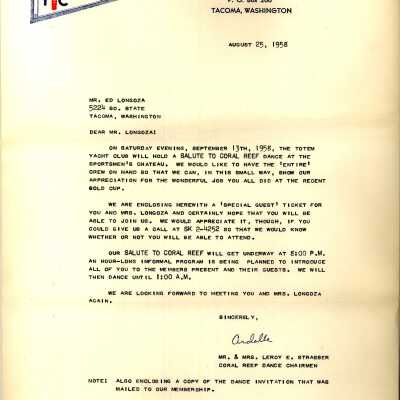 TYC
P. O. BOX 200
TACOMA, WASHINGTON
AUGUST 25, 1958
MR. ED LONGOZA
5224 SO. STATE
TACOMA, WASHINGTON
DEAR MR. LONGOZA:
ON SATURDAY EVENING, SEPTEMBER 13TH, 1958, THE TOTEM
YACHT CLUB WILL HOLD A SALUTE TO CORAL REEF DANCE AT THE
SPORTSMEN'S CHATEAU. WE WOULD LIKE TO HAVE THE 'ENTIRE'
CREW ON HAND SO THAT WE CAN, IN THIS SMALL WAY, SHOW OUR
APPRECIATION FOR THE WONDERFUL JOB YOU ALL DID AT THE RECENT
GOLD CUP.
WE ARE ENCLOSING HEREWITH A 'SPECIAL GUEST' TICKET FOR
YOU AND MRS. LONGOZA AND CERTAINLY HOPE THAT YOU WILL BE
ABLE TO JOIN US. WE WOULD APPRECIATE IT, THOUGH, IF YOU
COULD GIVE US A CALL AT SK 2-4252 SO THAT WE WOULD KNOW
WHETHER OR NOT YOU WILL BE ABLE TO ATTEND.
OUR SALUTE TO CORAL REEF WILL GET UNDERWAY AT 8:00 P.M.
AN HOUR-LONG INFORMAL PROGRAM IS BEING PLANNED TO INTRODUCE
ALL OF YOU TO THE MEMBERS PRESENT AND THEIR GUESTS. WE WILL
THEN DANCE UNTIL 1:00 A.M.
WE ARE LOOKING FORWARD TO MEETING YOU AND MRS. LONGOZA
AGAIN.
SINCERELY,
Ardelle
MR. & MRS. LEROY E. STRASSER
CORAL REEF DANCE CHAIRMEN
NOTE: ALSO ENCLOSING A COPY OF THE DANCE INVITATION THAT WAS
MAILED TO OUR MEMBERSHIP.